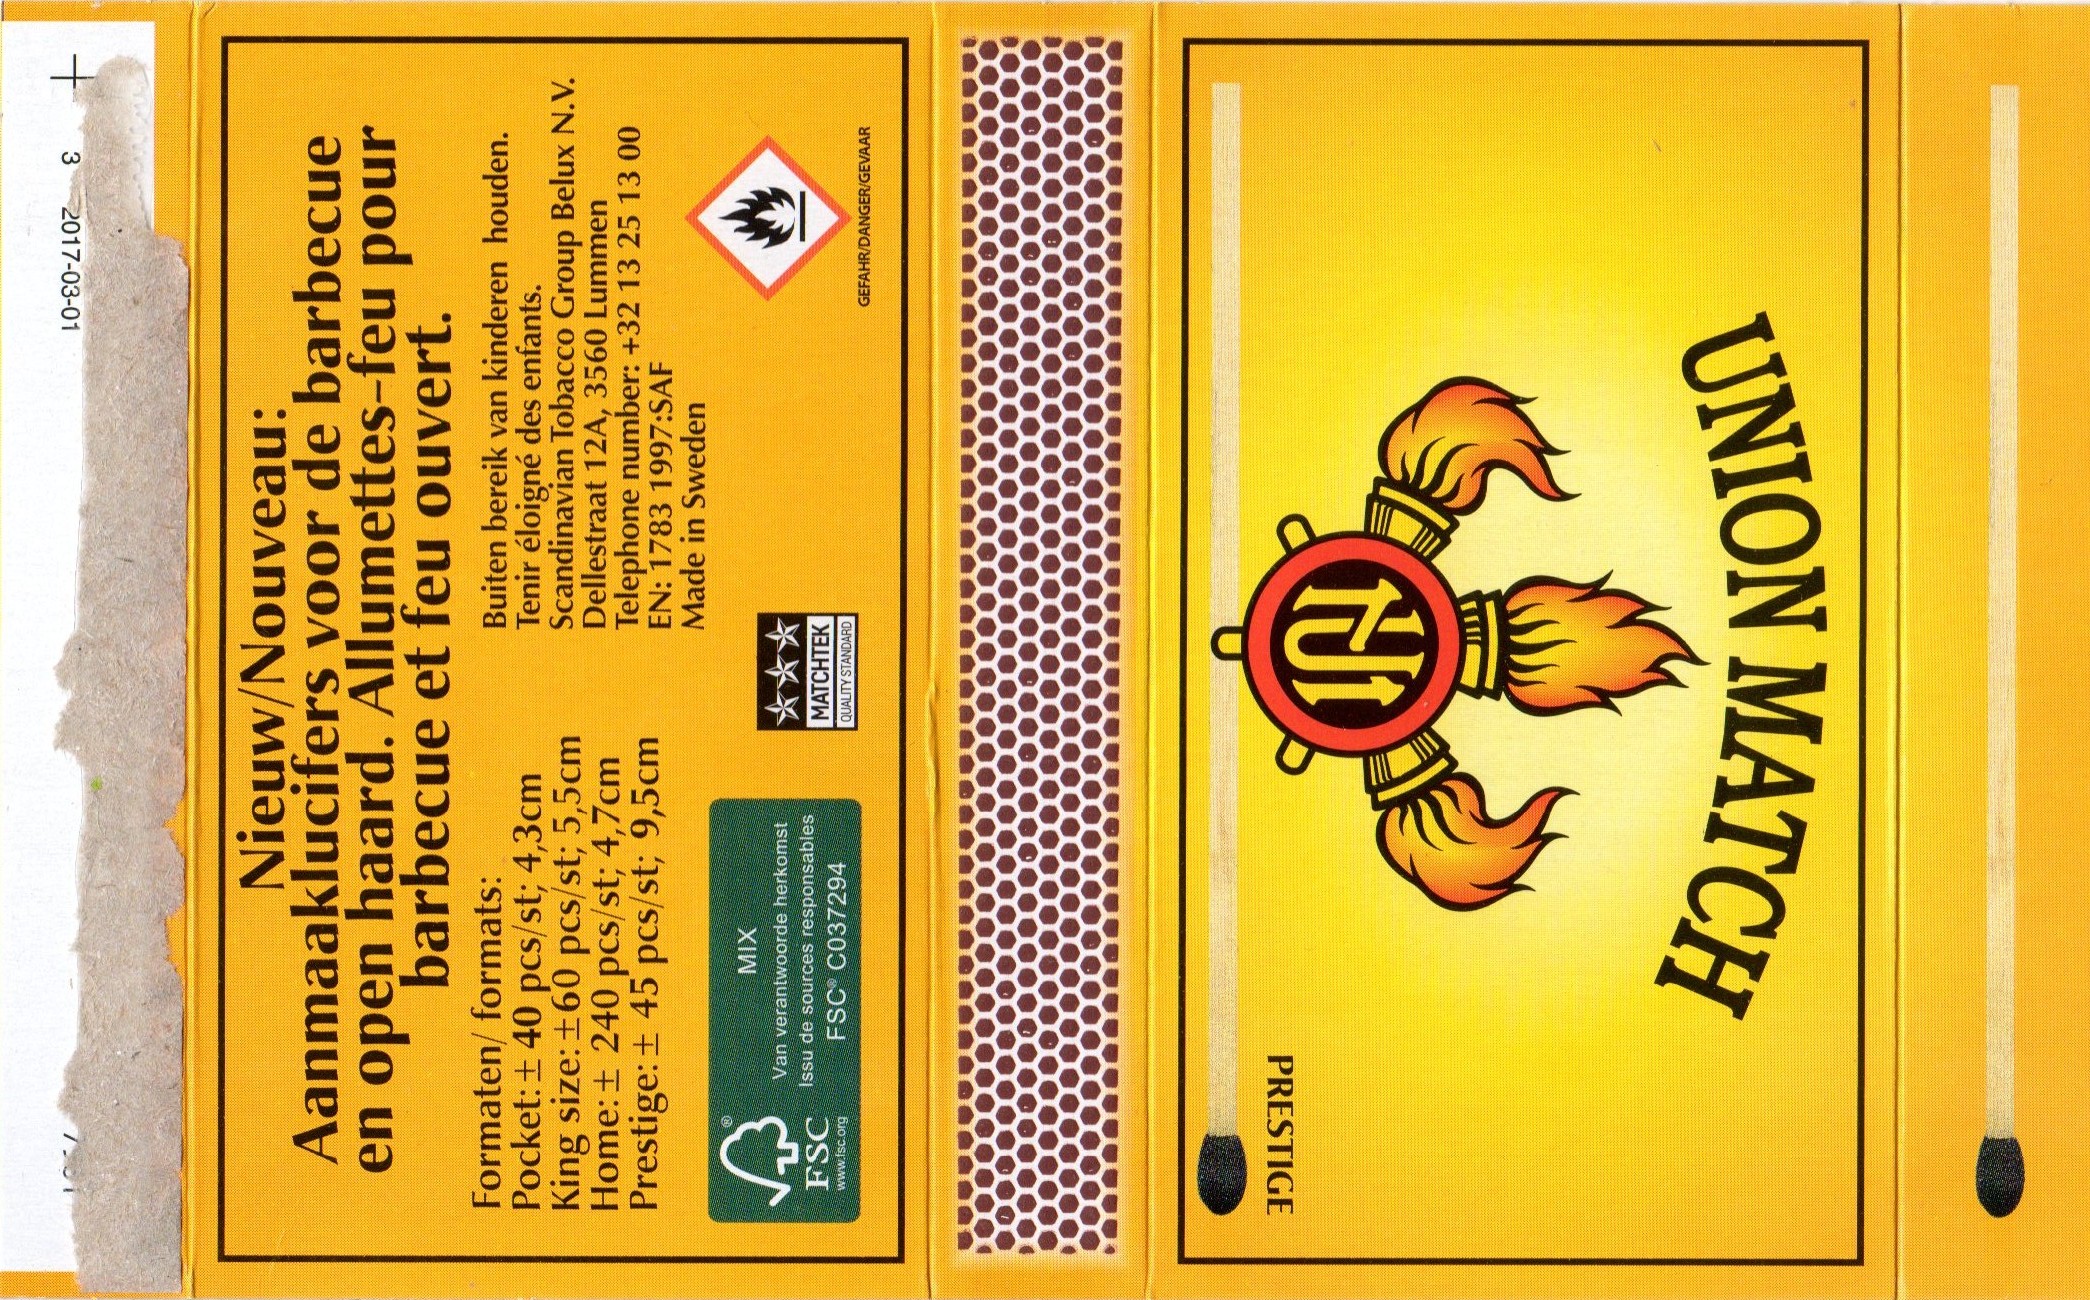 3 2017-03-01
Nieuw/Nouveau:
Aanmaaklucifers voor de barbecue
en open haard. Allumettes-feu pour
barbecue et feu ouvert.
Formaten/ formats:
Pocket:± 40 pcs/st; 4,3cm
King size:±60 pcs/st; 5,5cm
Home: ± 240 pcs/st; 4,7cm
Prestige: ± 45 pcs/st; 9,5cm
Buiten bereik van kinderen houden.
Tenir éloigné des enfants.
Scandinavian Tobacco Group Belux N.V.
Dellestraat 12A, 3560 Lummen
Telephone number: +32 13 25 13 00
EN: 1783 1997:SAF
Made in Sweden
FSC®
www.fsc.org
MIX
Van verantwoorde herkomst
Issu de sources responsables
FSC® C037294
MATCHTEK
QUALITY STANDARD
GEFAHR/DANGER/GEVAAR
PRESTIGE
UM
UNION MATCH